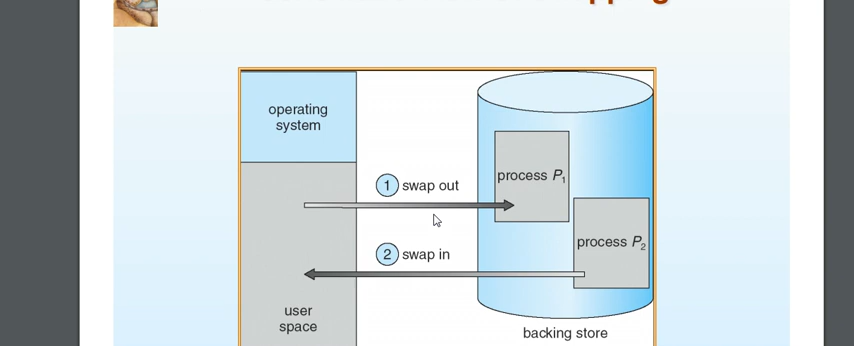 operating
system
1 swap out
process P1
process P2
2 swap in
user
space
backing store